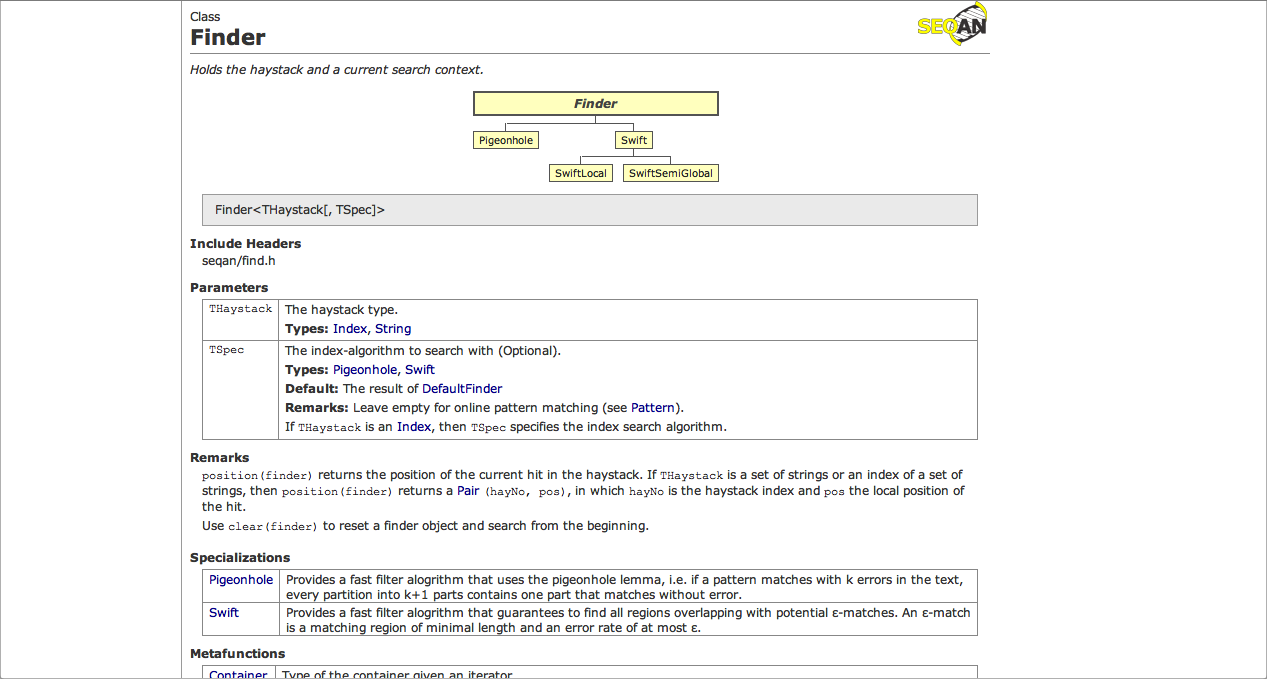 Class
SEQAN
Finder
Holds the haystack and a current search context.
Finder
Pigeonhole
Swift
SwiftLocal
SwiftSemiGlobal
Finder<THaystack[, TSpec]>
Include Headers
seqan/find.h
Parameters
THaystack
The haystack type.
Types: Index, String
TSpec
The index-algorithm to search with (Optional).
Types: Pigeonhole, Swift
Default: The result of DefaultFinder
Remarks: Leave empty for online pattern matching (see Pattern).
If THaystack is an Index, then TSpec specifies the index search algorithm.
Remarks
position(finder) returns the position of the current hit in the haystack. If THaystack is a set of strings or an index of a set of
strings, then position(finder) returns a Pair (hayNo, pos), in which hayNo is the haystack index and pos the local position of
the hit.
Use clear(finder) to reset a finder object and search from the beginning.
Specializations
Pigeonhole
Provides a fast filter alogrithm that uses the pigeonhole lemma, i.e. if a pattern matches with k errors in the text,
every partition into k+1 parts contains one part that matches without error.
Swift
Provides a fast filter alogrithm that guarantees to find all regions overlapping with potential ε-matches. An ε-match
is a matching region of minimal length and an error rate of at most ε.
Metafunctions
Container
Type of the container given an iterator.